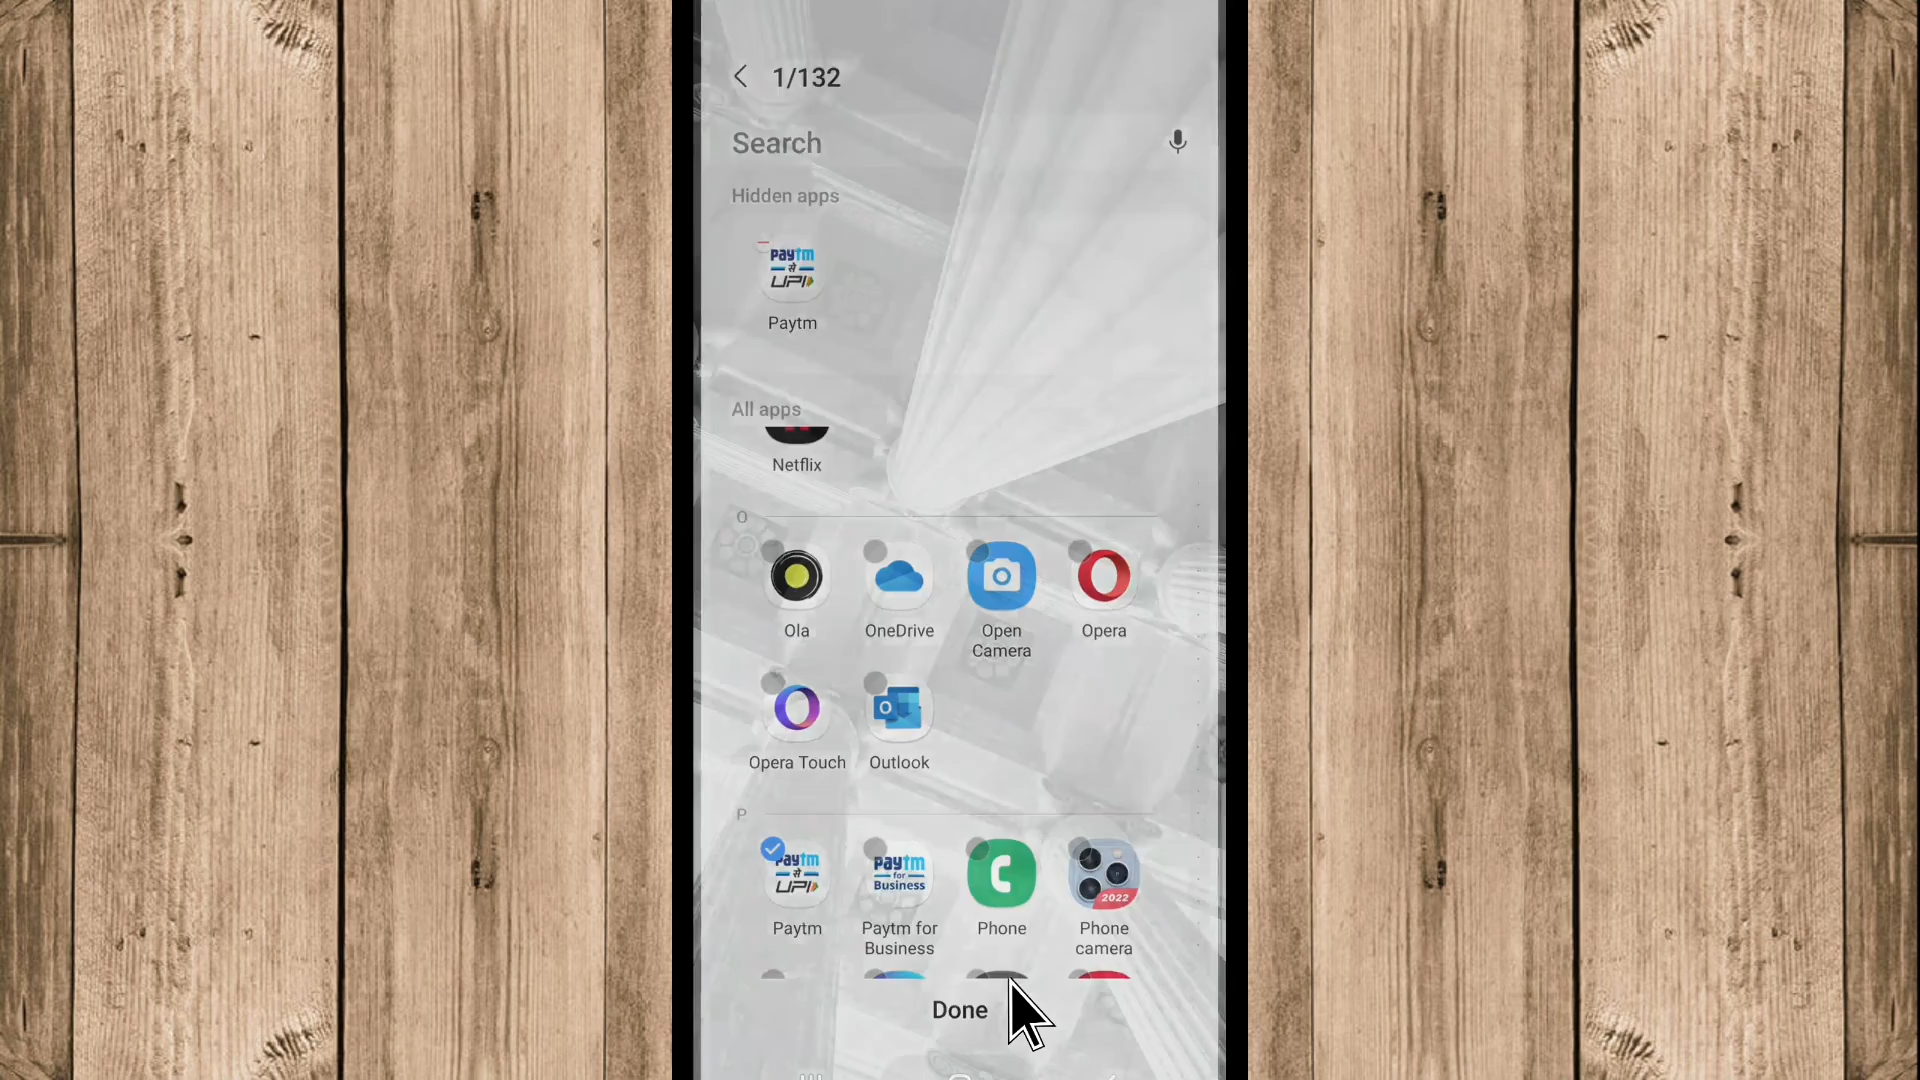 1/132
Search
Hidden apps
paytm
से
UPI
Paytm
All apps
Netflix
O
Ola
OneDrive
Open
Camera
Opera
O
Opera Touch
Outlook
P
paytm
से
UPI
paytm
for
Business
2022
Paytm
Paytm for
Business
Phone
Phone
camera
Done